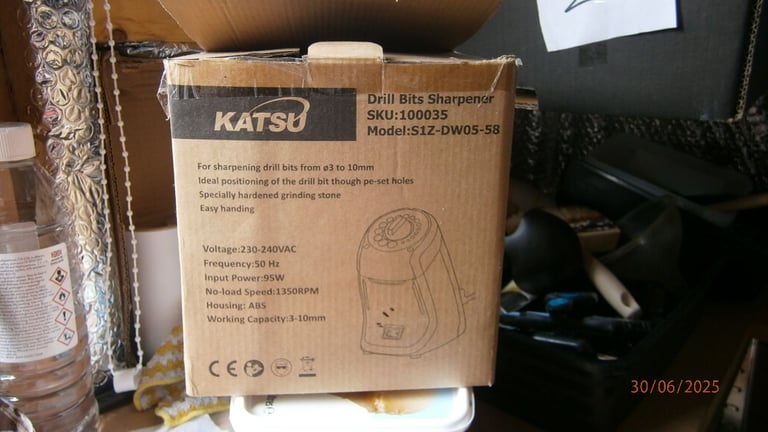 KATSU
Drill Bits Sharpener
SKU:100035
Model:S1Z-DW05-58
For sharpening drill bits from ø3 to 10mm
Ideal positioning of the drill bit though pe-set holes
Specially hardened grinding stone
Easy handing
Voltage:230-240VAC
Frequency:50 Hz
Input Power:95W
No-load Speed:1350RPM
Housing: ABS
Working Capacity:3-10mm
CE
30/06/2025